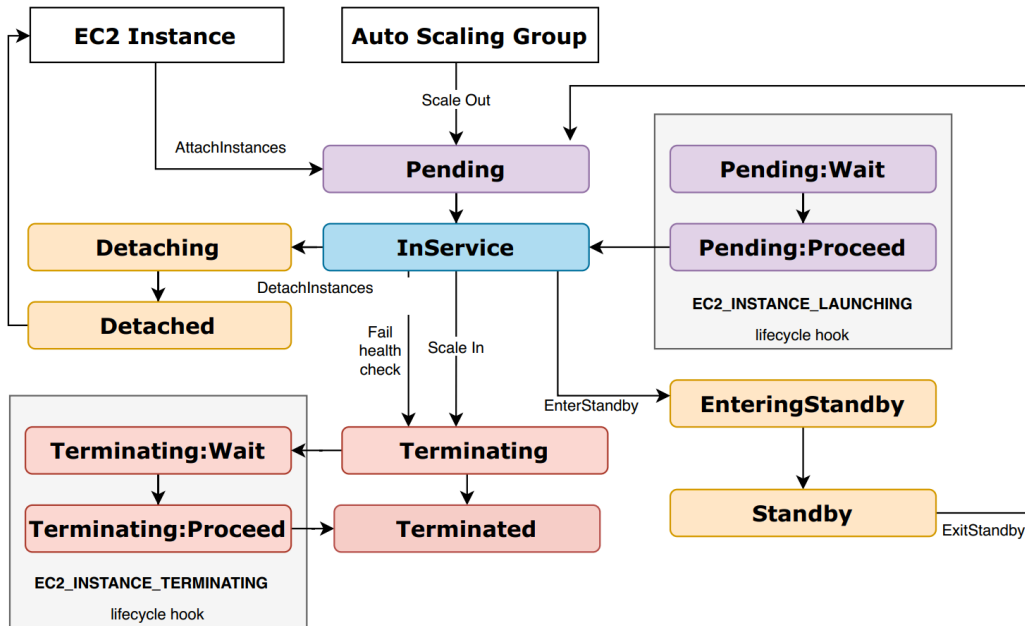 EC2 Instance
Auto Scaling Group
Scale Out
AttachInstances
Pending
Pending:Wait
Detaching
InService
Pending:Proceed
DetachInstances
EC2_INSTANCE_LAUNCHING
lifecycle hook
Detached
Fail
health
check
Scale In
EnterStandby
EnteringStandby
Terminating:Wait
Terminating
Standby
ExitStandby
Terminating:Proceed
Terminated
EC2_INSTANCE_TERMINATING
lifecycle hook